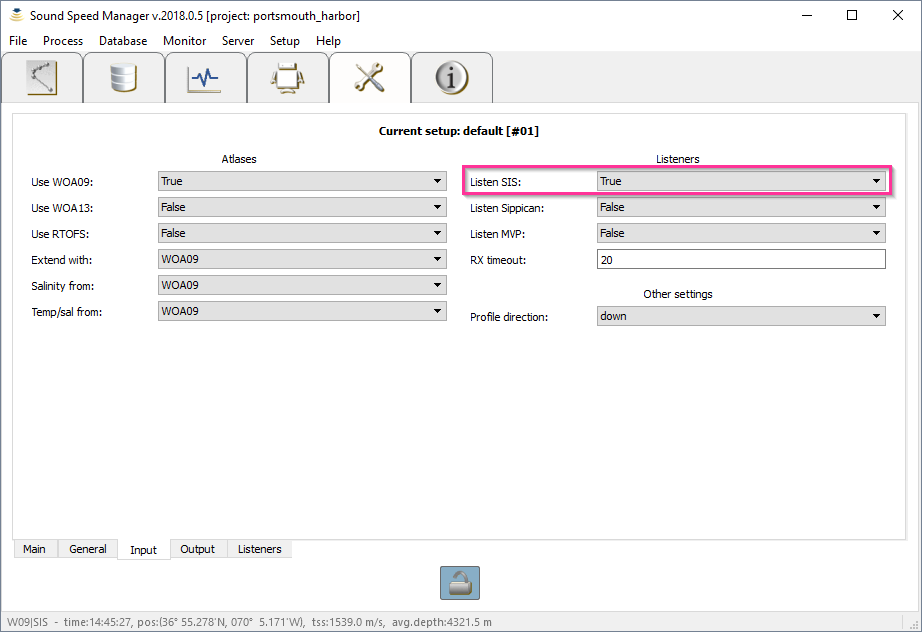 Sound Speed Manager v.2018.0.5 [project: portsmouth_harbor]
File Process Database Monitor Server Setup Help
Current setup: default [#01]
Atlases
Use WOA09: True
Use WOA13: False
Use RTOFS: False
Extend with: WOA09
Salinity from: WOA09
Temp/sal from: WOA09
Listeners
Listen SIS: True
Listen Sippican: False
Listen MVP: False
RX timeout: 20
Other settings
Profile direction: down
Main General Input Output Listeners
W09|SIS - time:14:45:27, pos:(36° 55.278'N, 070° 5.171'W), tss:1539.0 m/s, avg.depth:4321.5 m